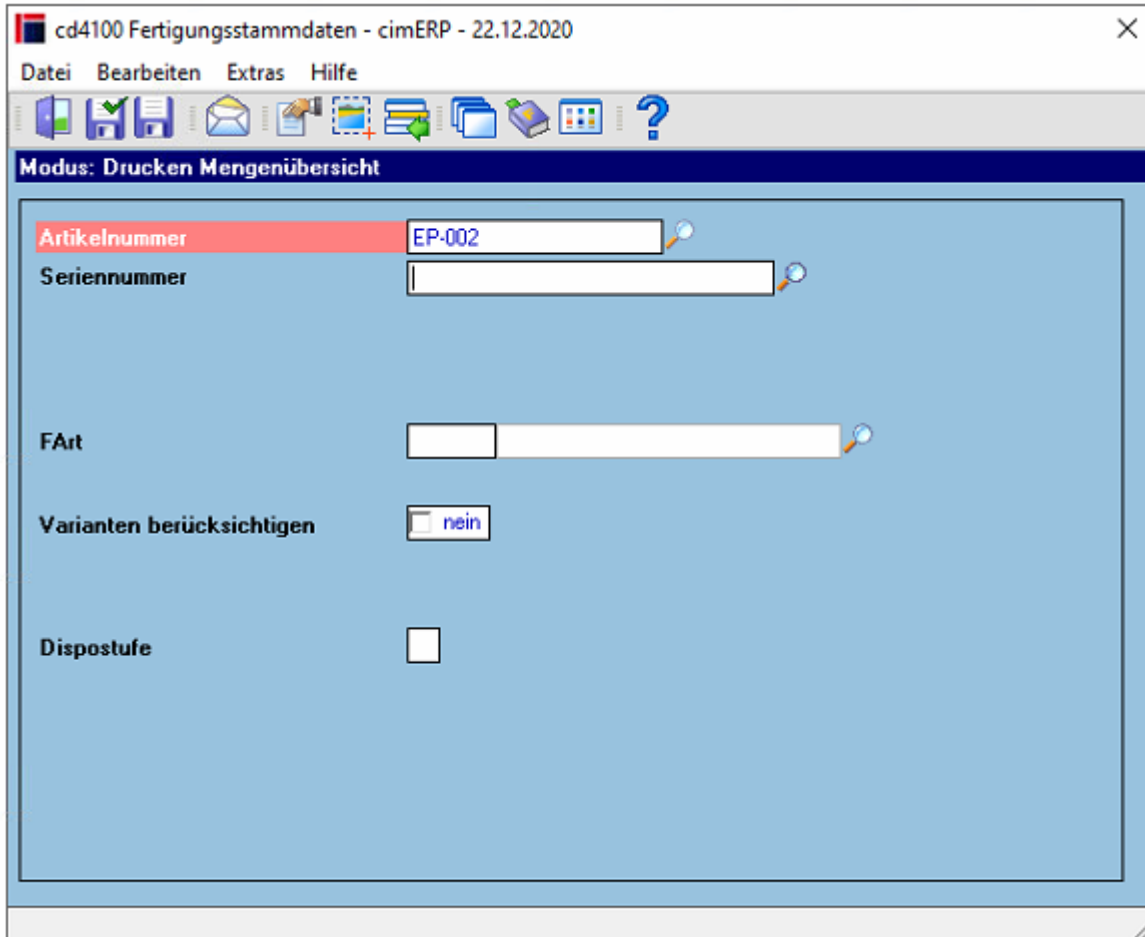 cd4100 Fertigungsstammdaten - cimERP - 22.12.2020
Datei Bearbeiten Extras Hilfe
Modus: Drucken Mengenübersicht
Artikelnummer EP-002
Seriennummer
FArt
Varianten berücksichtigen nein
Dispostufe